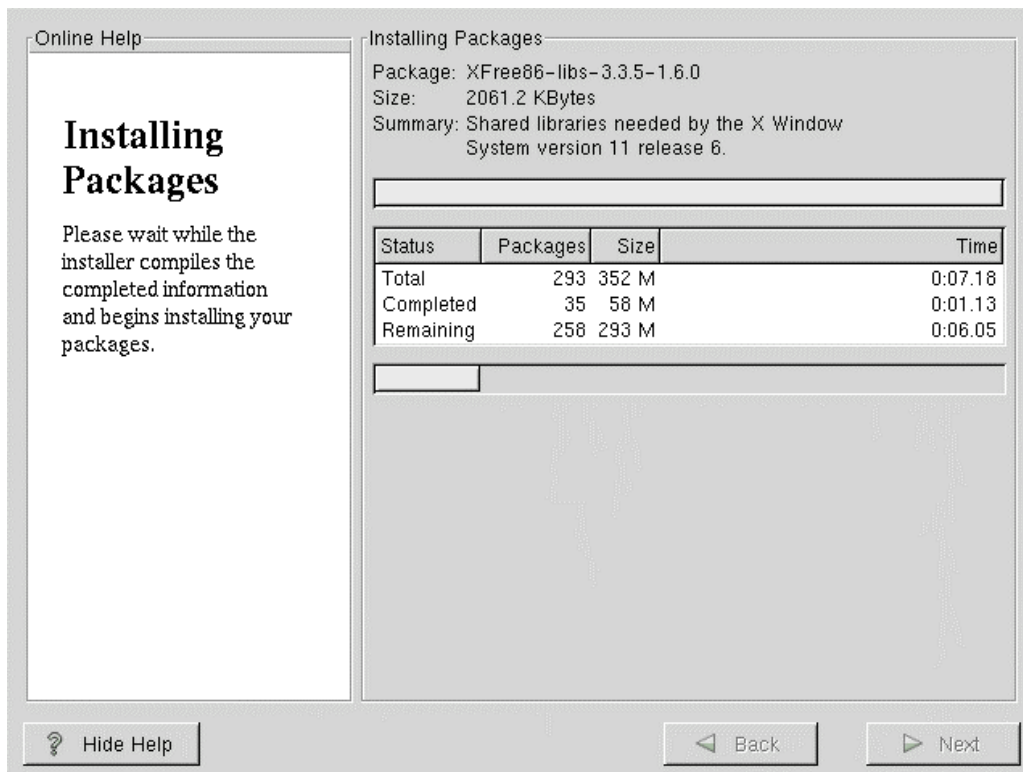 Online Help
Installing
Packages
Please wait while the
installer compiles the
completed information
and begins installing your
packages.
Installing Packages
Package: XFree86-libs-3.3.5-1.6.0
Size: 2061.2 KBytes
Summary: Shared libraries needed by the X Window
System version 11 release 6.
Status Packages Size Time
Total 293 352 M 0:07.18
Completed 35 58 M 0:01.13
Remaining 258 293 M 0:06.05
? Hide Help
Back
Next